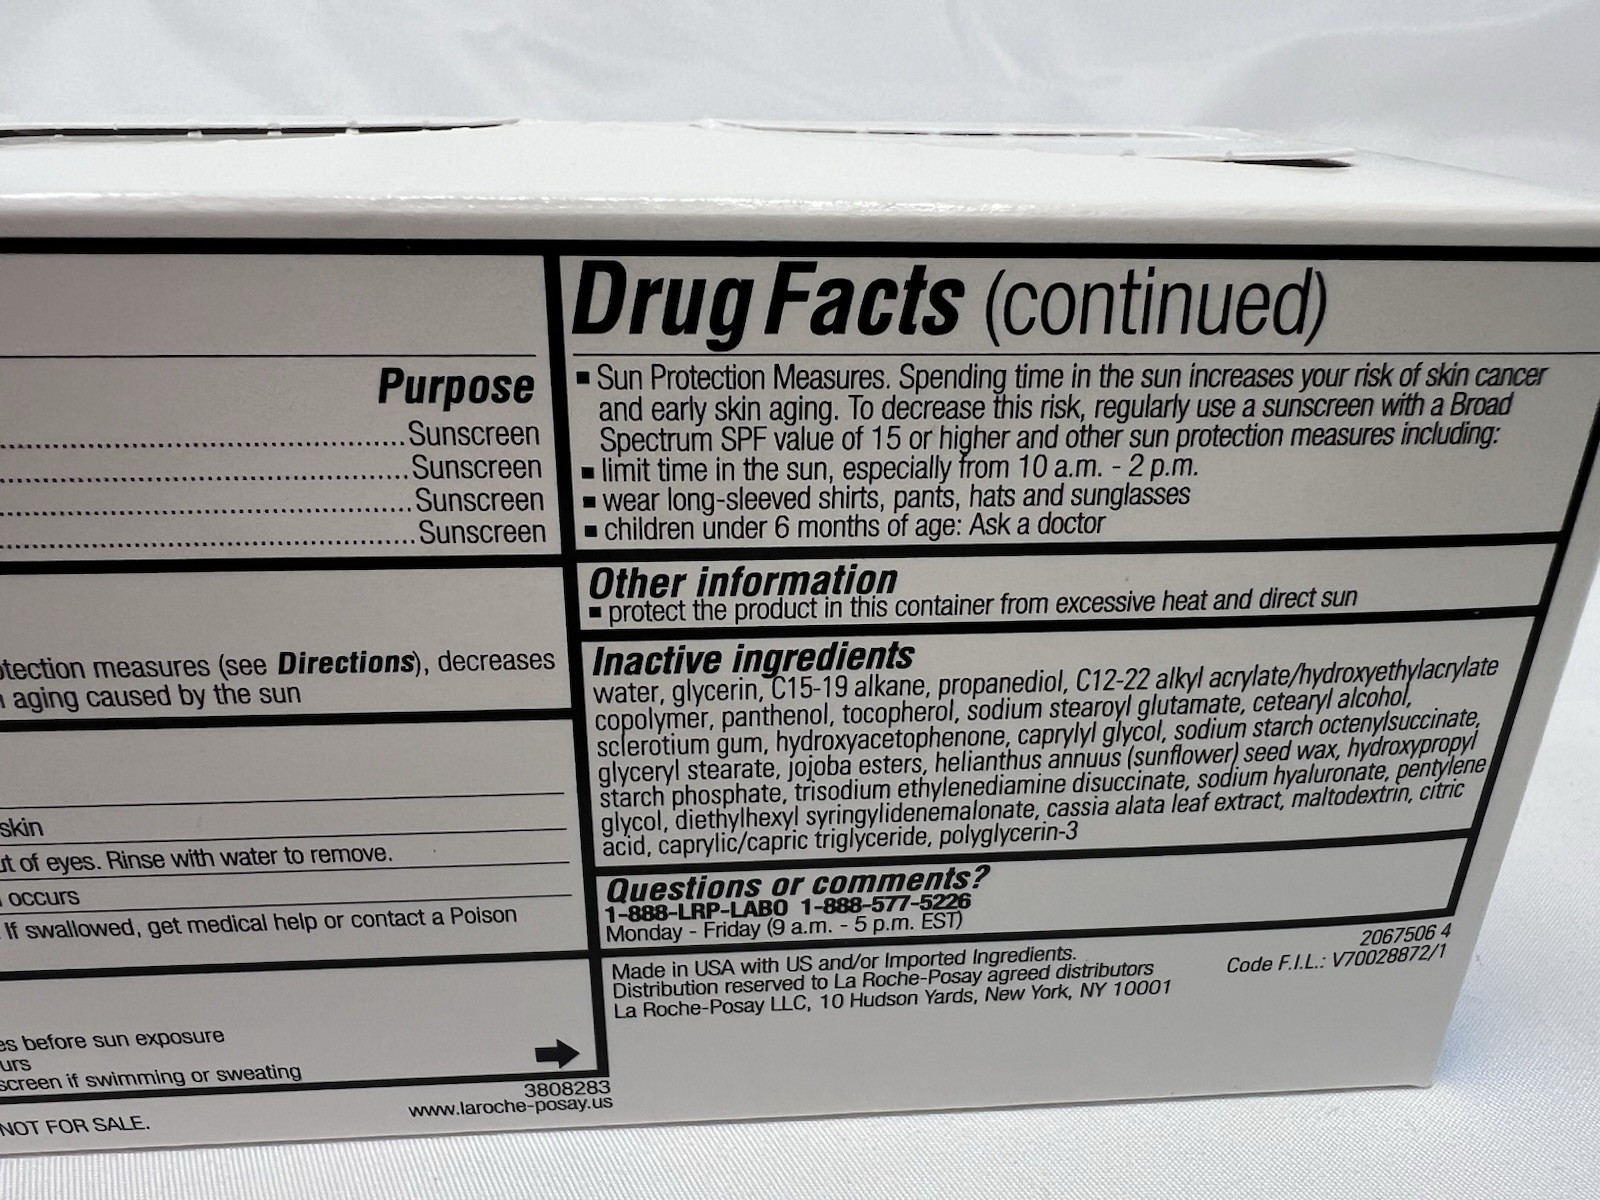 Purpose
Sunscreen
Sunscreen
Sunscreen
Sunscreen
measures (see Directions), decreases
aging caused by the sun
skin
of eyes. Rinse with water to remove.
occurs
If swallowed, get medical help or contact a Poison
before sun exposure
if swimming or sweating
3808283
NOT FOR SALE.
www.laroche-posay.us
Drug Facts (continued)
▪ Sun Protection Measures. Spending time in the sun increases your risk of skin cancer
and early skin aging. To decrease this risk, regularly use a sunscreen with a Broad
Spectrum SPF value of 15 or higher and other sun protection measures including:
▪ limit time in the sun, especially from 10 a.m. - 2 p.m.
▪ wear long-sleeved shirts, pants, hats and sunglasses
▪ children under 6 months of age: Ask a doctor
Other information
▪ protect the product in this container from excessive heat and direct sun
Inactive ingredients
water, glycerin, C15-19 alkane, propanediol, C12-22 alkyl acrylate/hydroxyethylacrylate
copolymer, panthenol, tocopherol, sodium stearoyl glutamate, cetearyl alcohol,
sclerotium gum, hydroxyacetophenone, caprylyl glycol, sodium starch octenylsuccinate,
glyceryl stearate, jojoba esters, helianthus annuus (sunflower) seed wax, hydroxypropyl
starch phosphate, trisodium ethylenediamine disuccinate, sodium hyaluronate, pentylene
glycol, diethylhexyl syringylidenemalonate, cassia alata leaf extract, maltodextrin, citric
acid, caprylic/capric triglyceride, polyglycerin-3
Questions or comments?
1-888-LRP-LABO 1-888-577-5226
Monday - Friday (9 a.m. - 5 p.m. EST)
Made in USA with US and/or Imported Ingredients.
Distribution reserved to La Roche-Posay agreed distributors
La Roche-Posay LLC, 10 Hudson Yards, New York, NY 10001
2067506 4
Code F.I.L.: V70028872/1